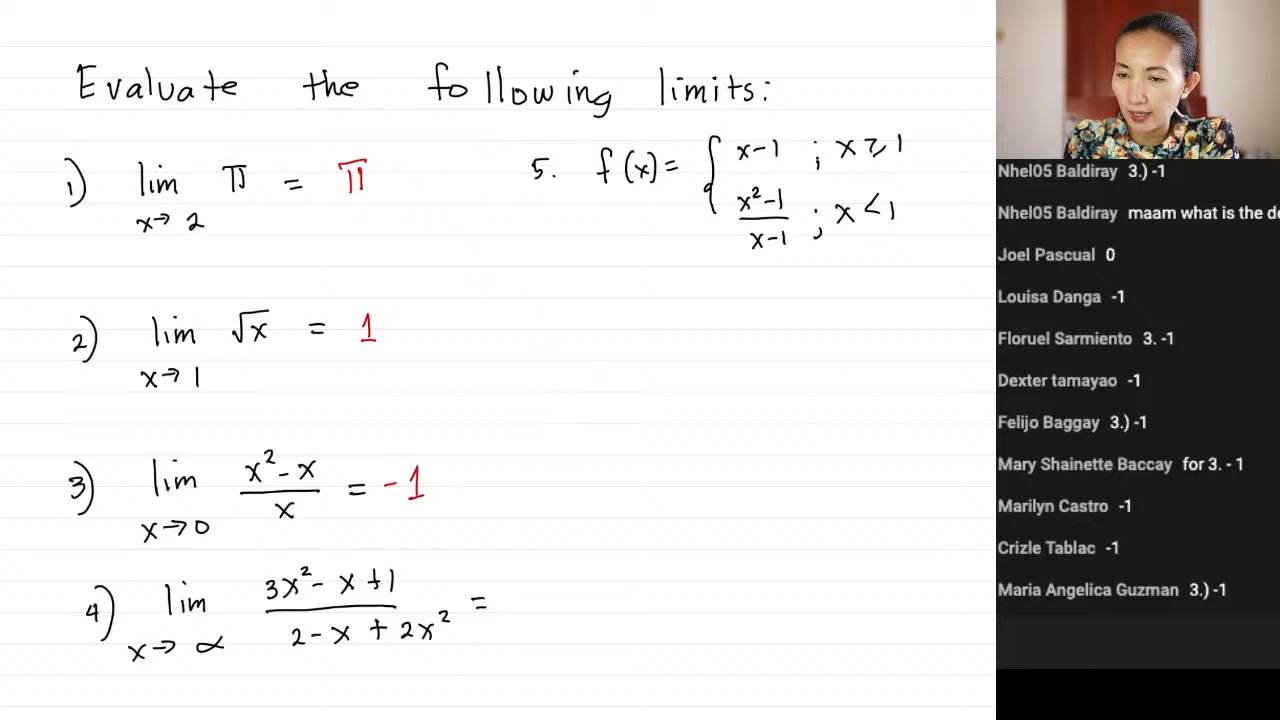 Evaluate the following limits:
1) lim π = π
x→2
2) lim √x = 1
x→1
3) lim (x²-x)/x = -1
x→0
4) lim (3x²-x+1)/(2-x+2x²) =
x→∝
5. f(x) = { x-1 ; x≥1
(x²-1)/(x-1) ; x<1
Nhel05 Baldiray 3.) -1
Nhel05 Baldiray maam what is the
Joel Pascual 0
Louisa Danga -1
Floruel Sarmiento 3. -1
Dexter tamayao -1
Felijo Baggay 3.) -1
Mary Shainette Baccay for 3. - 1
Marilyn Castro -1
Crizle Tablac -1
Maria Angelica Guzman 3.) -1